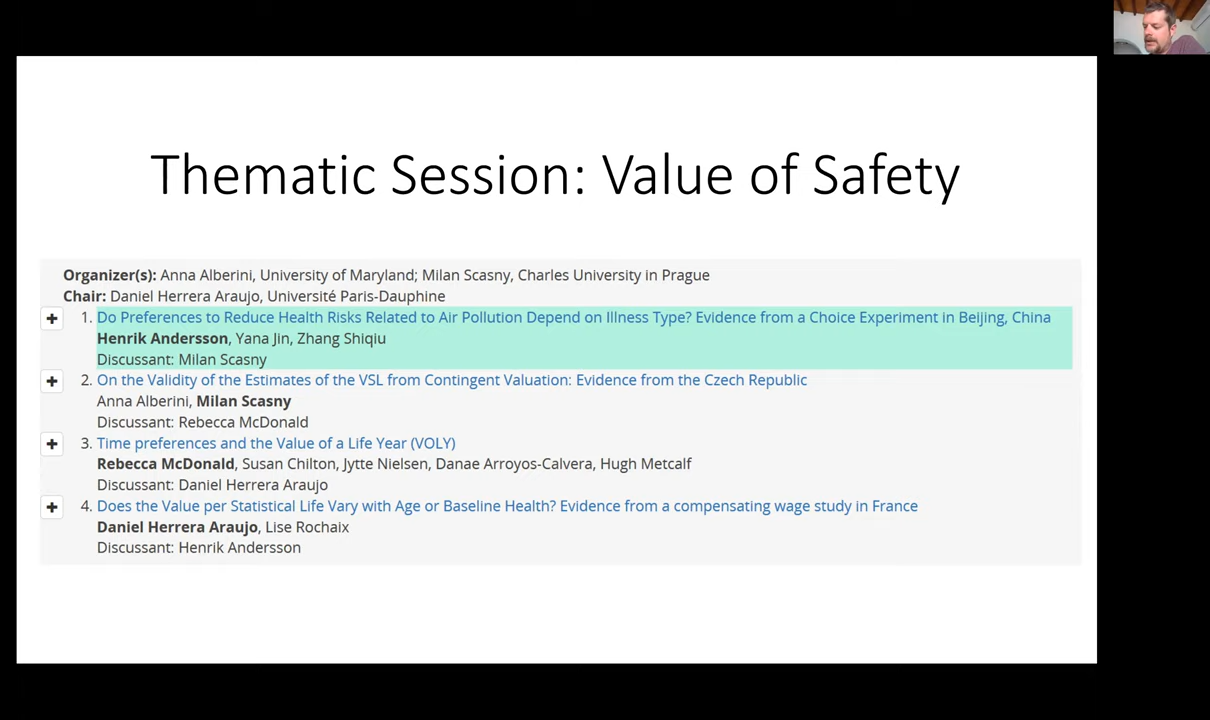 Thematic Session: Value of Safety
Organizer(s): Anna Alberini, University of Maryland; Milan Scasny, Charles University in Prague
Chair: Daniel Herrera Araujo, Université Paris-Dauphine
1. Do Preferences to Reduce Health Risks Related to Air Pollution Depend on Illness Type? Evidence from a Choice Experiment in Beijing, China
Henrik Andersson, Yana Jin, Zhang Shiqiu
Discussant: Milan Scasny
2. On the Validity of the Estimates of the VSL from Contingent Valuation: Evidence from the Czech Republic
Anna Alberini, Milan Scasny
Discussant: Rebecca McDonald
3. Time preferences and the Value of a Life Year (VOLY)
Rebecca McDonald, Susan Chilton, Jytte Nielsen, Danae Arroyos-Calvera, Hugh Metcalf
Discussant: Daniel Herrera Araujo
4. Does the Value per Statistical Life Vary with Age or Baseline Health? Evidence from a compensating wage study in France
Daniel Herrera Araujo, Lise Rochaix
Discussant: Henrik Andersson